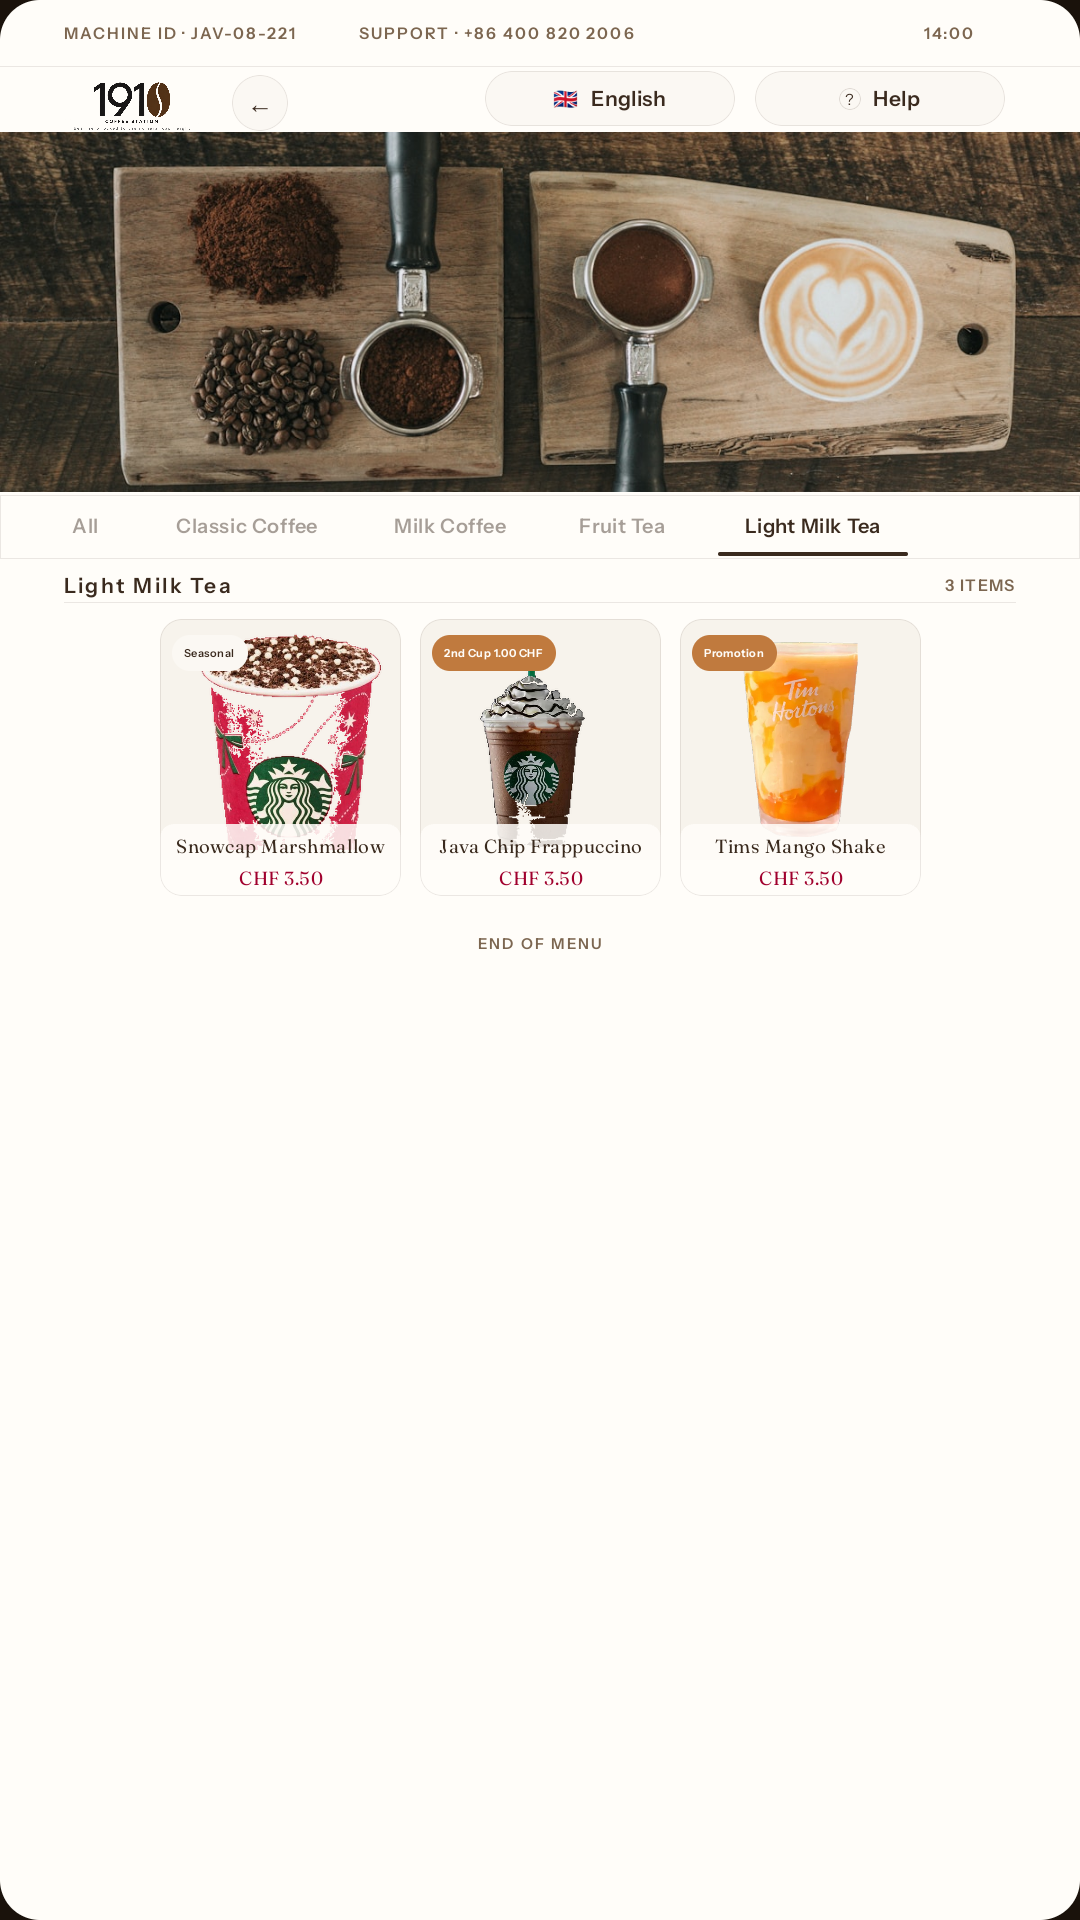 MACHINE ID · JAV-08-221 SUPPORT · +86 400 820 2006 14:00
1910
COFFEE STATION
← English ? Help
All Classic Coffee Milk Coffee Fruit Tea Light Milk Tea
Light Milk Tea 3 ITEMS
Seasonal 2nd Cup 1.00 CHF Promotion
Tim
Hortons
Snowcap Marshmallow Java Chip Frappuccino Tims Mango Shake
CHF 3.50 CHF 3.50 CHF 3.50
END OF MENU